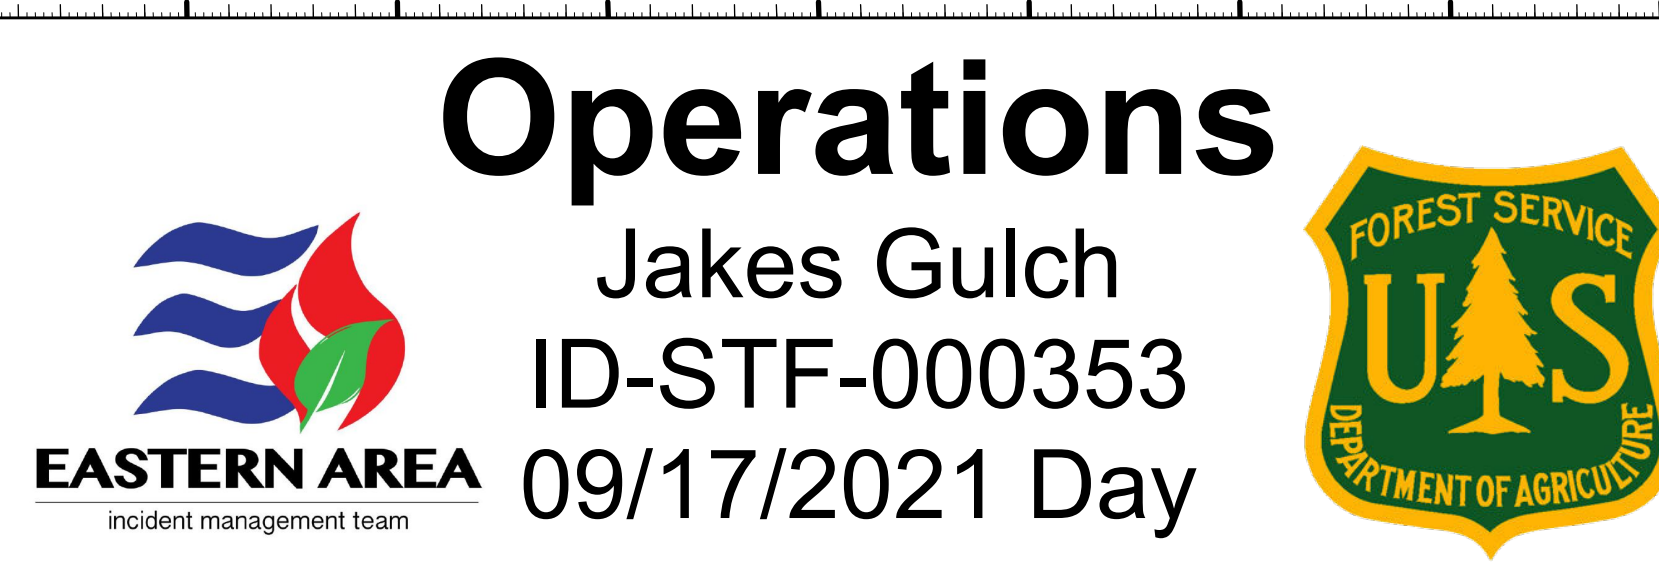 Operations
Jakes Gulch
ID-STF-000353
09/17/2021 Day
EASTERN AREA
incident management team
FOREST SERVICE
U S
DEPARTMENT OF AGRICULTURE